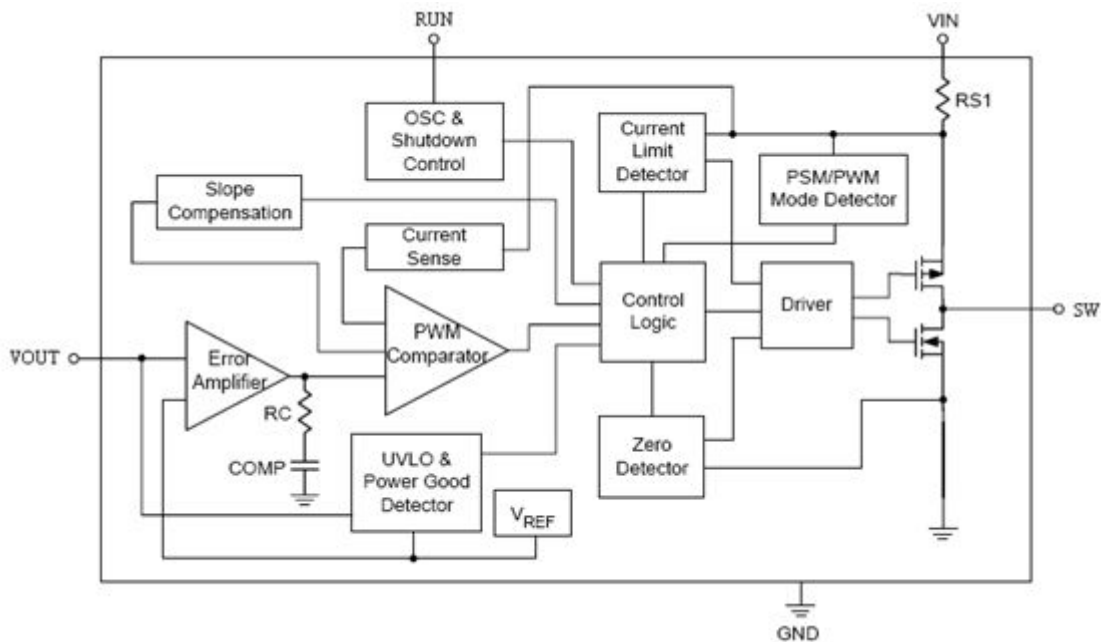 RUN
VIN
RS1
OSC &
Shutdown
Control
Current
Limit
Detector
PSM/PWM
Mode Detector
Slope
Compensation
Current
Sense
Control
Logic
Driver
SW
PWM
Comparator
VOUT
Error
Amplifier
RC
COMP
UVLO &
Power Good
Detector
VREF
Zero
Detector
GND